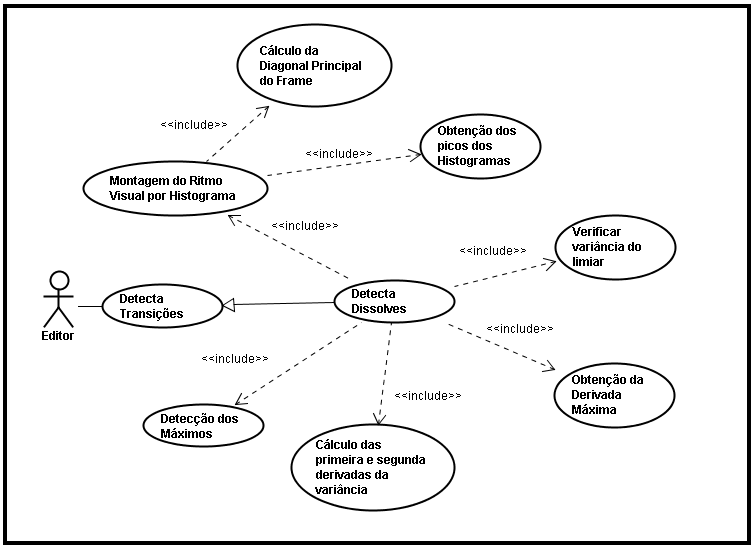 Cálculo da
Diagonal Principal
do Frame
<<include>>
Obtenção dos
picos dos
Histogramas
<<include>>
Montagem do Ritmo
Visual por Histograma
<<include>>
Verificar
variância do
limiar
<<include>>
Detecta
Transições
Detecta
Dissolves
Editor
<<include>>
<<include>>
Obtenção da
Derivada
Máxima
<<include>>
Detecção dos
Máximos
Cálculo das
primeira e segunda
derivadas da
variância